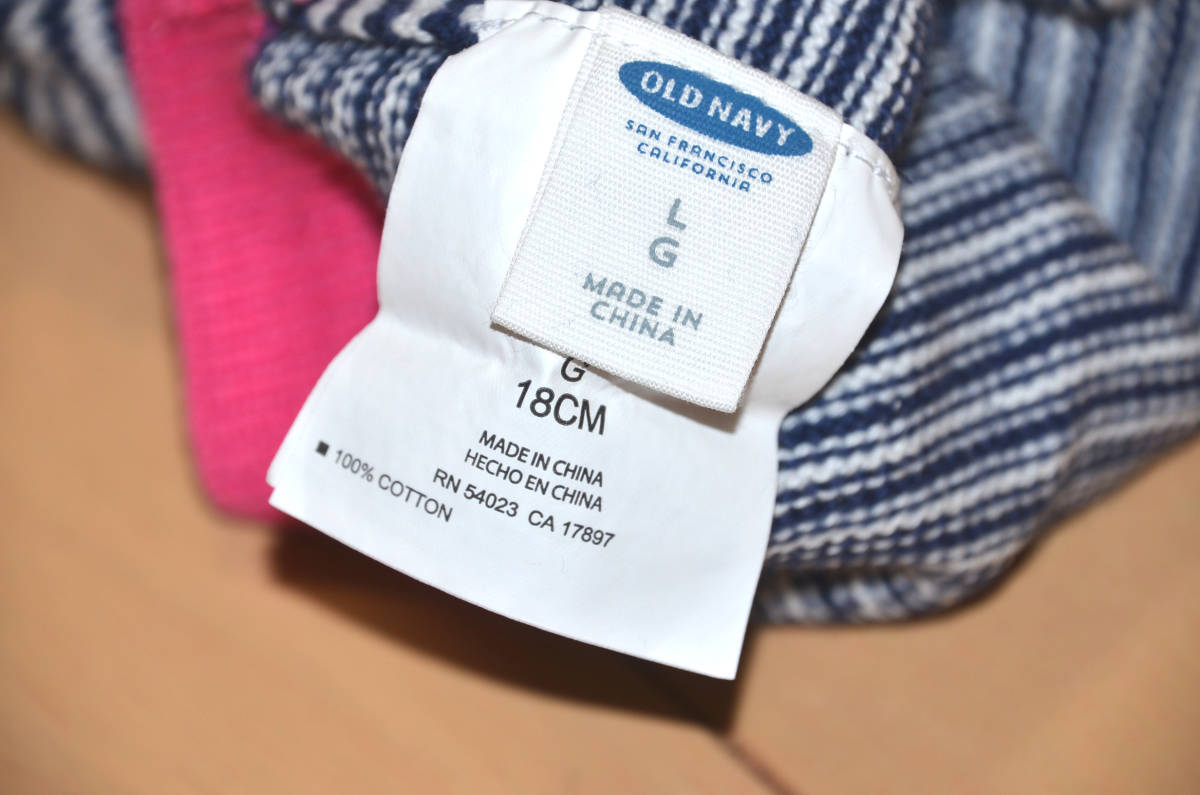 OLD NAVY
SAN FRANCISCO
CALIFORNIA
L
G
MADE IN
CHINA
G
18CM
MADE IN CHINA
HECHO EN CHINA
RN 54023 CA 17897
■ 100% COTTON